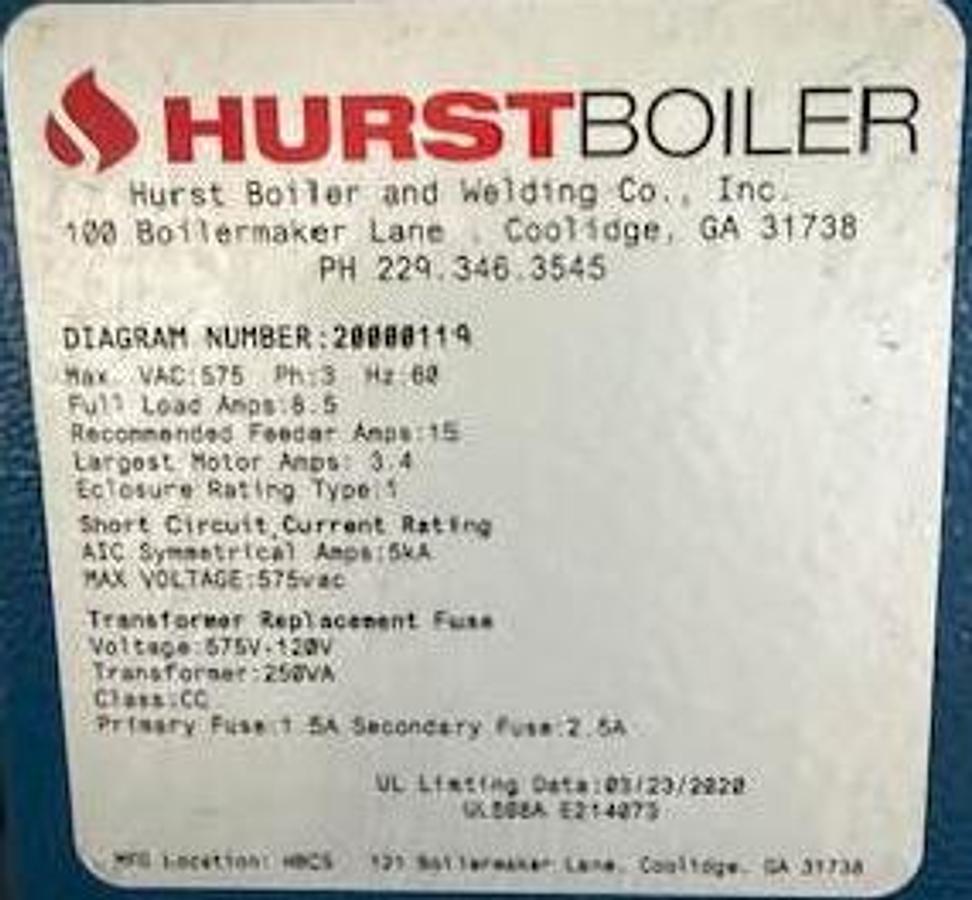 HURSTBOILER
Hurst Boiler and Welding Co., Inc.
100 Boilermaker Lane . Coolidge, GA 31738
PH 229.346.3545
DIAGRAM NUMBER:20000119
Max. VAC:575 Ph:3 Hz:60
Full Load Amps:6.5
Recommended Feeder Amps:15
Largest Motor Amps: 3.4
Eclosure Rating Type:1
Short Circuit Current Rating
AIC Symmetrical Amps:5kA
MAX VOLTAGE:575vac
Transformer Replacement Fuse
Voltage:575V-120V
Transformer:250VA
Class:CC
Primary Fuse:1.5A Secondary Fuse:2.5A
UL Listing Date:03/23/2020
UL508A E214073
MFG Location: HBCS 121 Boilermaker Lane, Coolidge, GA 31738